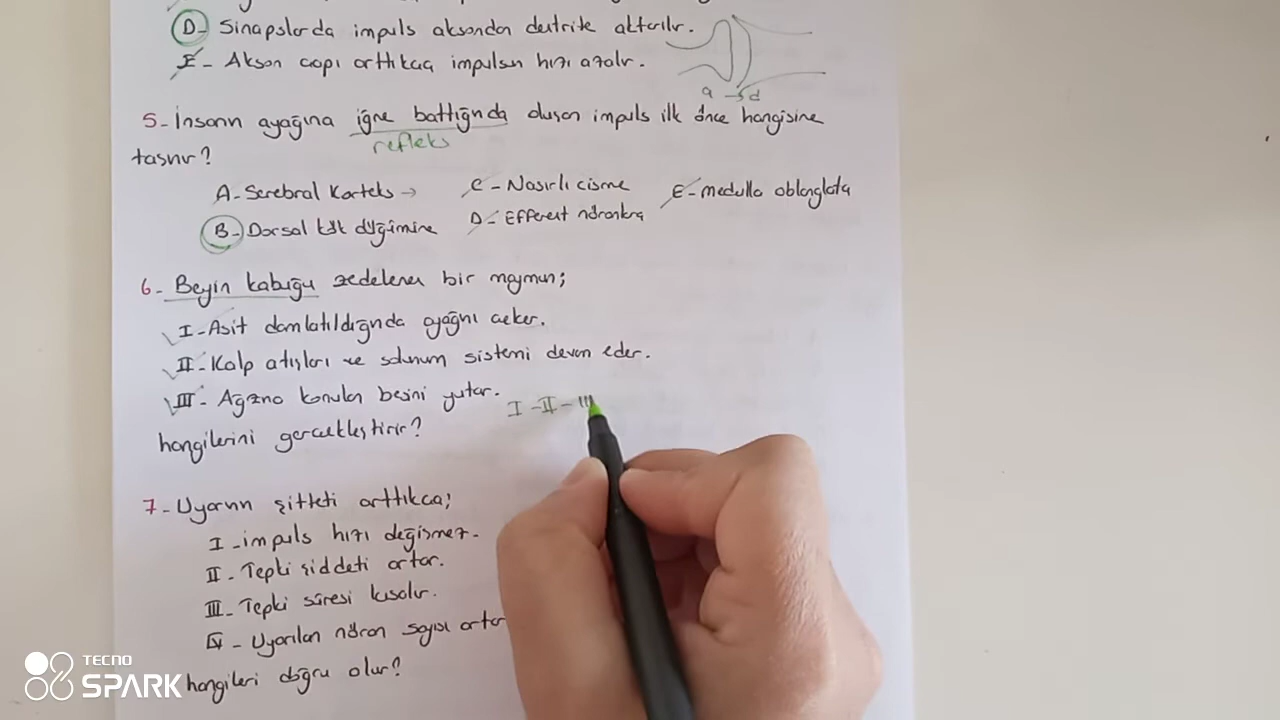 D- Sinapslarda impuls aksondan dentrite aktarılır.
E- Akson çapı arttıkça impulsun hızı azalır.
a → d
5- İnsanın ayağına iğne battığında oluşan impuls ilk önce hangisine
refleks
taşınır?
A- Serebral korteks →
C- Nasırlı cisme
E- medulla oblanglata
B- Dorsal kök düğümine
D- Efferent nöronlara
6- Beyin kabuğu zedelenen bir maymun;
I- Asit damlatıldığında ayağını çeker.
II- Kalp atışları ve solunum sistemi devam eder.
III- Ağzına konulan besini yutar.
I - II - III
hangilerini gerçekleştirir?
7- Uyarının şitteti arttıkça;
I - impuls hızı değişmez.
II- Tepki şiddeti artar.
III- Tepki süresi kısalır.
IV- Uyarılan nöron sayısı artar
hangileri doğru olur?
TECNO
SPARK